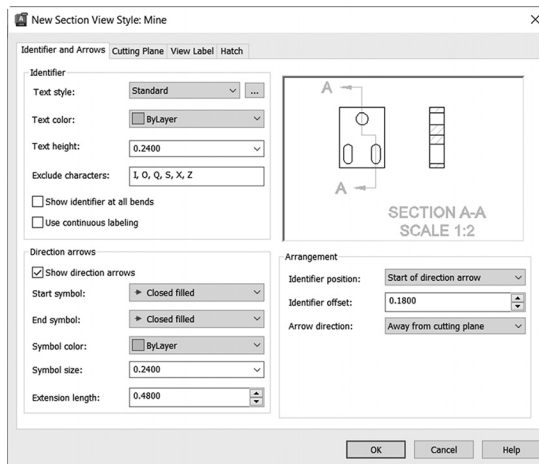 New Section View Style: Mine
Identifier and Arrows Cutting Plane View Label Hatch
Identifier
Text style: Standard ...
Text color: ByLayer
Text height: 0.2400
Exclude characters: I, O, Q, S, X, Z
Show identifier at all bends
Use continuous labeling
Direction arrows
Show direction arrows
Start symbol: Closed filled
End symbol: Closed filled
Symbol color: ByLayer
Symbol size: 0.2400
Extension length: 0.4800
A
A
SECTION A-A
SCALE 1:2
Arrangement
Identifier position: Start of direction arrow
Identifier offset: 0.1800
Arrow direction: Away from cutting plane
OK Cancel Help